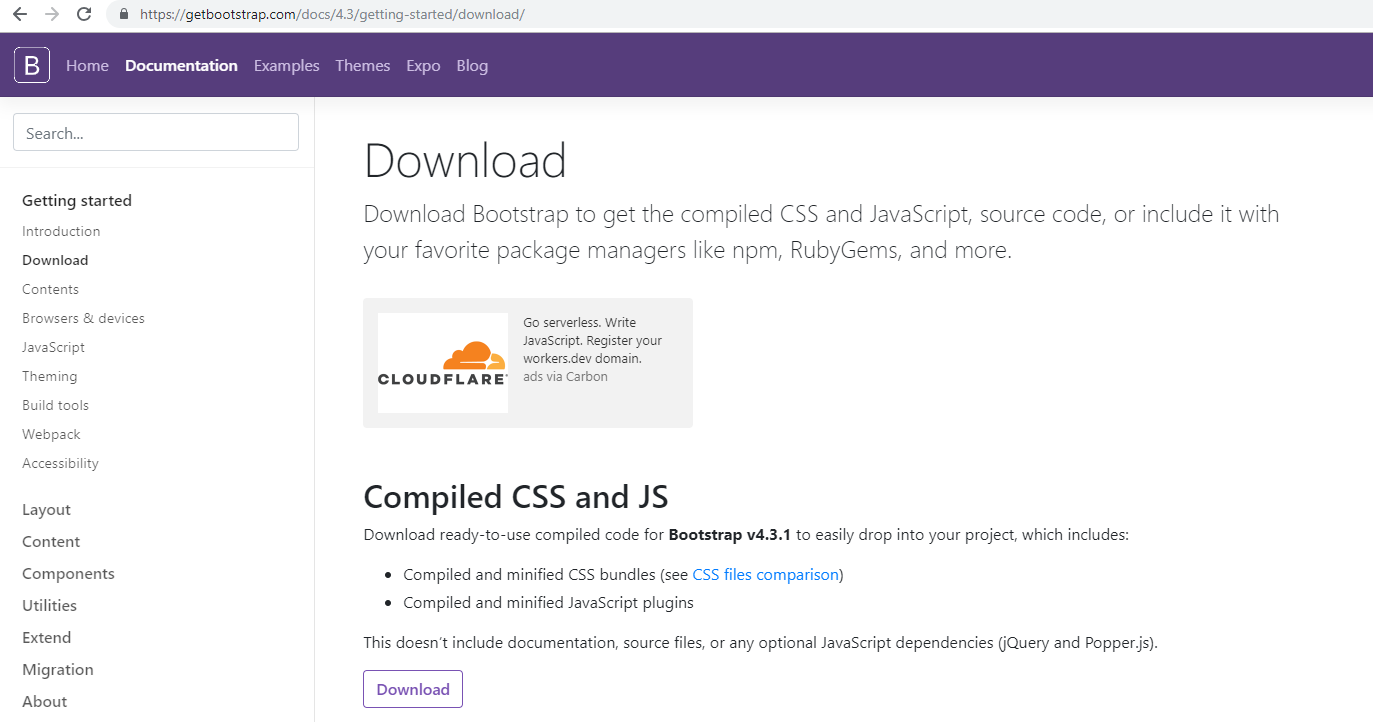 https://getbootstrap.com/docs/4.3/getting-started/download/
B Home Documentation Examples Themes Expo Blog
Search...
Getting started
Introduction
Download
Contents
Browsers & devices
JavaScript
Theming
Build tools
Webpack
Accessibility
Layout
Content
Components
Utilities
Extend
Migration
About
Download
Download Bootstrap to get the compiled CSS and JavaScript, source code, or include it with
your favorite package managers like npm, RubyGems, and more.
CLOUDFLARE
Go serverless. Write
JavaScript. Register your
workers.dev domain.
ads via Carbon
Compiled CSS and JS
Download ready-to-use compiled code for Bootstrap v4.3.1 to easily drop into your project, which includes:
• Compiled and minified CSS bundles (see CSS files comparison)
• Compiled and minified JavaScript plugins
This doesn’t include documentation, source files, or any optional JavaScript dependencies (jQuery and Popper.js).
Download